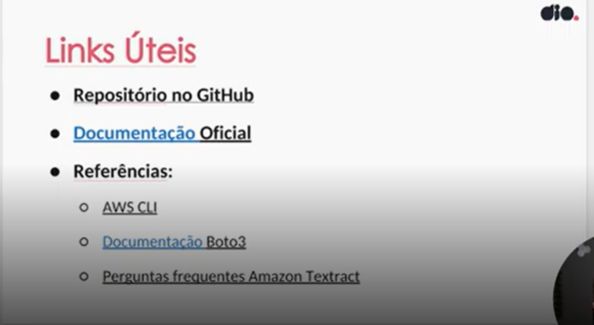 dio.
Links Úteis
Repositório no GitHub
Documentação Oficial
Referências:
AWS CLI
Documentação Boto3
Perguntas frequentes Amazon Textract